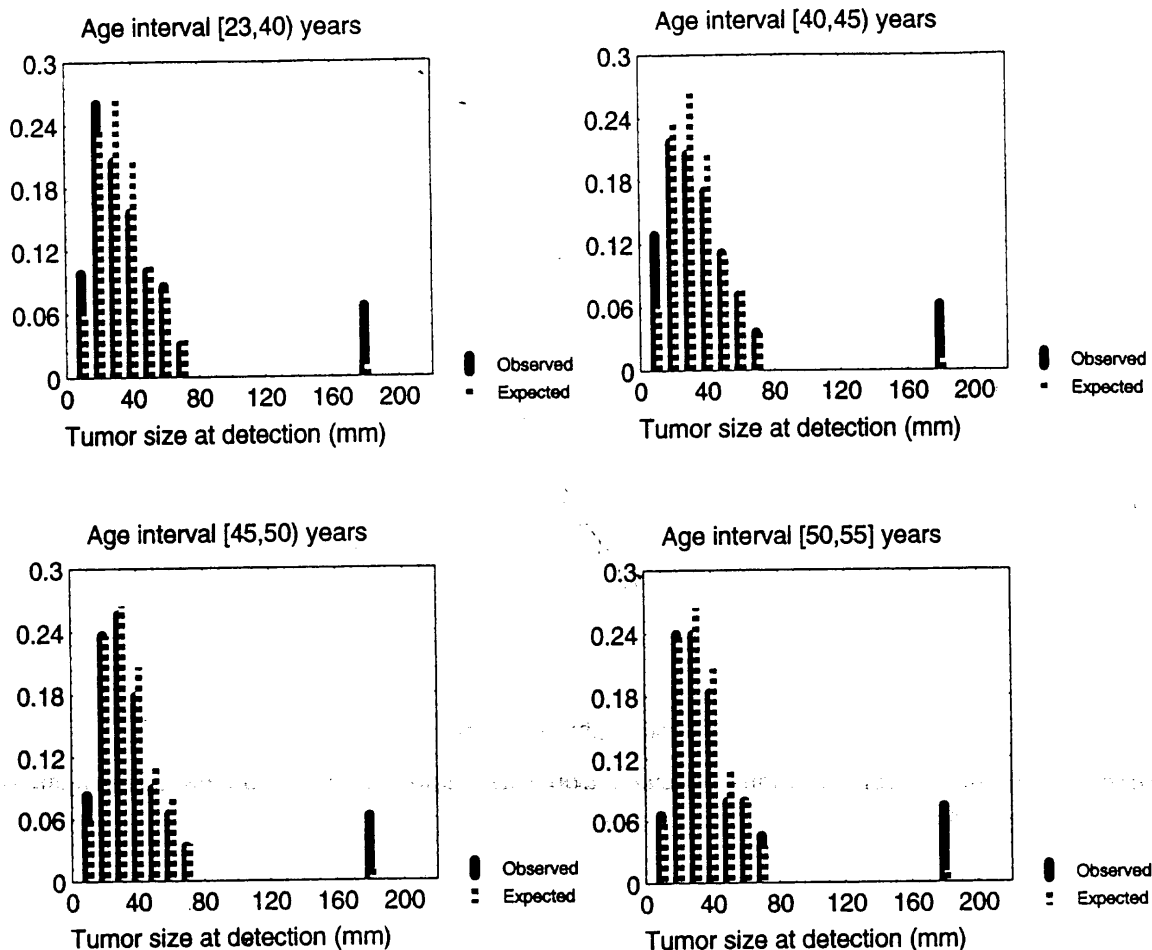 Age interval [23,40) years
0.3
0.24
0.18
0.12
0.06
0
0 40 80 120 160 200
Tumor size at detection (mm)
Observed
Expected
Age interval [40,45) years
0.3
0.24
0.18
0.12
0.06
0
0 40 80 120 160 200
Tumor size at detection (mm)
Observed
Expected
Age interval [45,50) years
0.3
0.24
0.18
0.12
0.06
0
0 40 80 120 160 200
Tumor size at detection (mm)
Observed
Expected
Age interval [50,55] years
0.3
0.24
0.18
0.12
0.06
0
0 40 80 120 160 200
Tumor size at detection (mm)
Observed
Expected